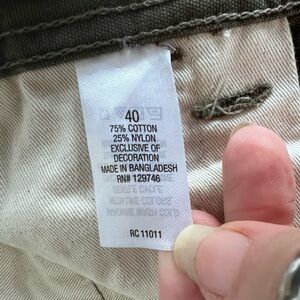 40
75% COTTON
25% NYLON
EXCLUSIVE OF
DECORATION
MADE IN BANGLADESH
RN# 129746
RC 11011